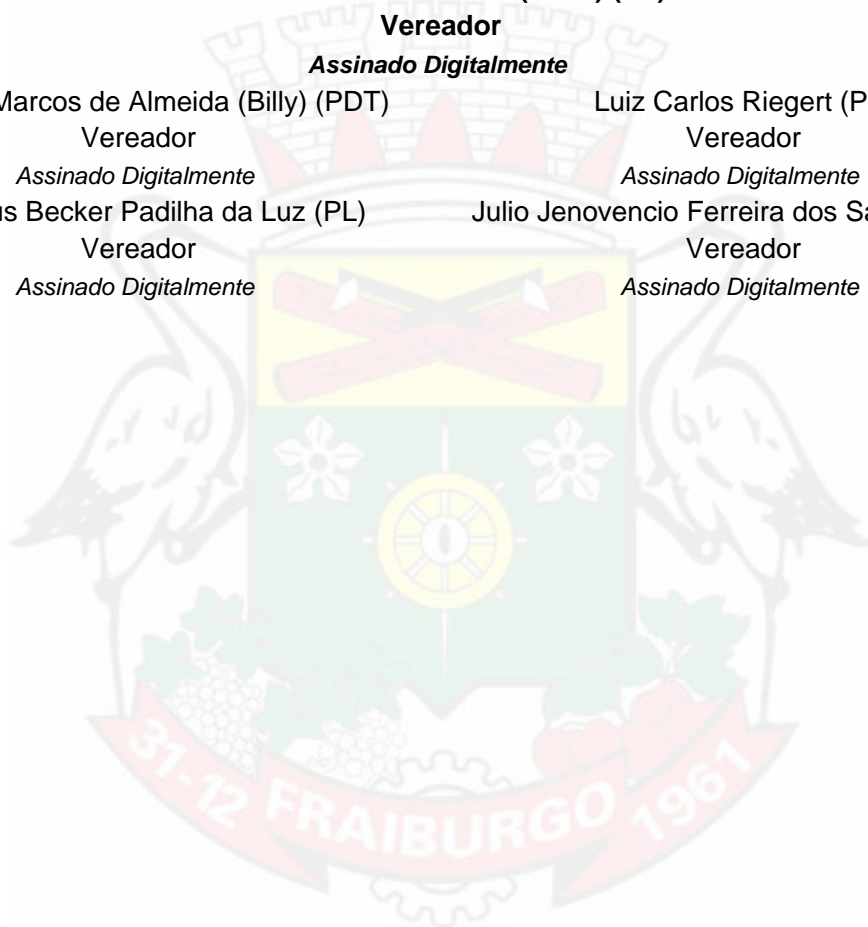 Vereador
Assinado Digitalmente
Marcos de Almeida (Billy) (PDT) Luiz Carlos Riegert (P
Vereador Vereador
Assinado Digitalmente Assinado Digitalmente
Becker Padilha da Luz (PL) Julio Jenovencio Ferreira dos
Vereador Vereador
Assinado Digitalmente Assinado Digitalmente
31-12 FRAIBURGO 1961